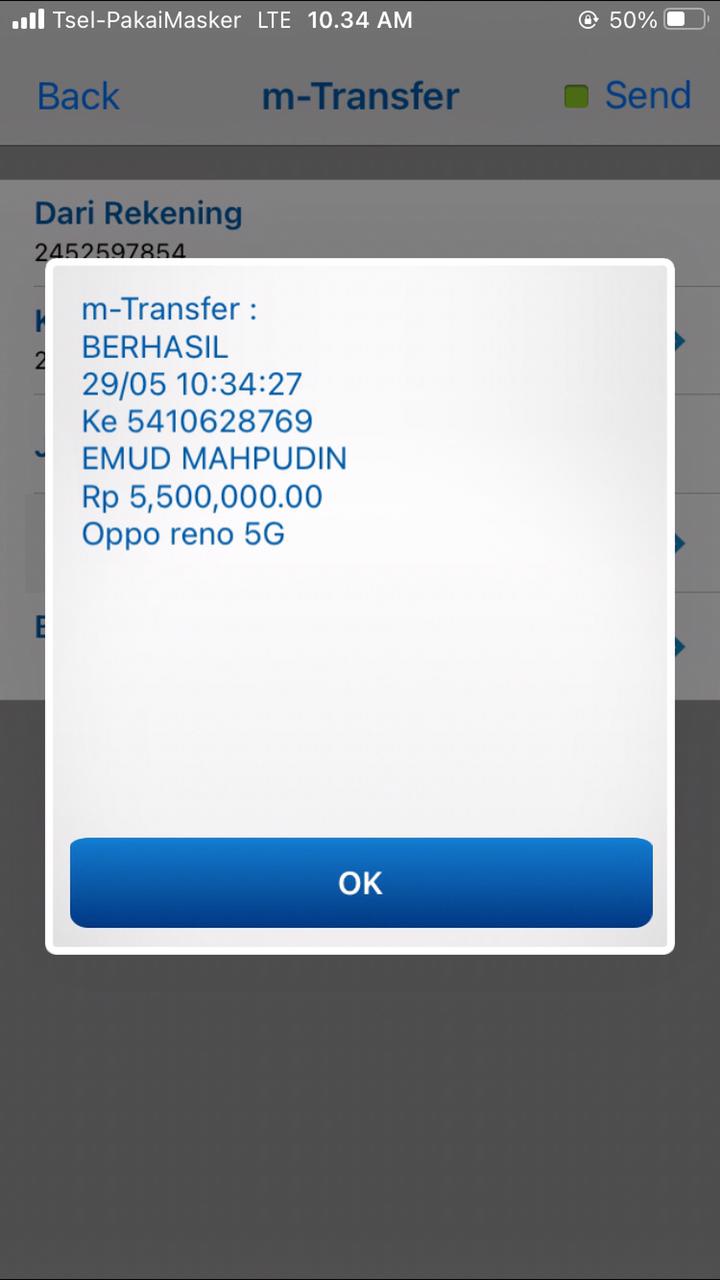 Tsel-PakaiMasker LTE 10.34 AM 50%
Back m-Transfer Send
Dari Rekening
2452597854
m-Transfer :
BERHASIL
29/05 10:34:27
Ke 5410628769
EMUD MAHPUDIN
Rp 5,500,000.00
Oppo reno 5G
OK